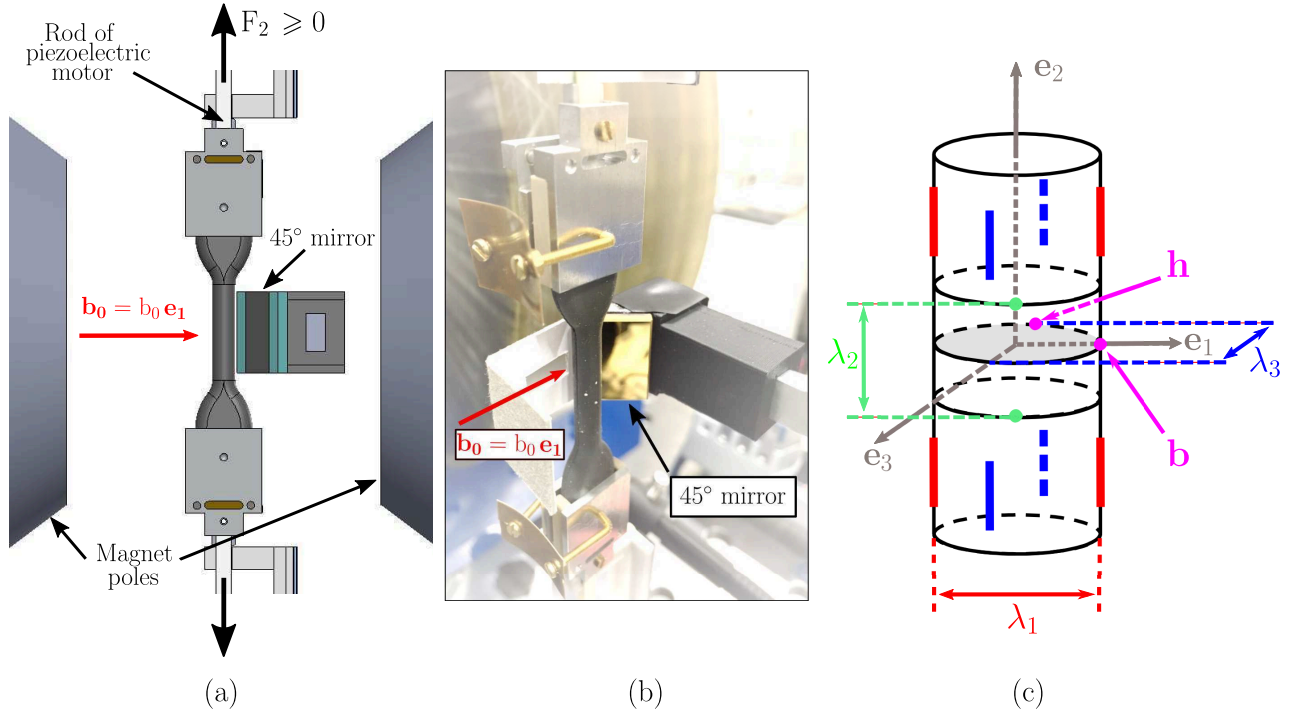 Rod of
piezoelectric
motor
F₂ ⩾ 0
45° mirror
b₀ = b₀ e₁
Magnet
poles
(a)
b₀ = b₀ e₁
45° mirror
(b)
e₂
h
λ₂
e₁
λ₃
e₃
b
λ₁
(c)